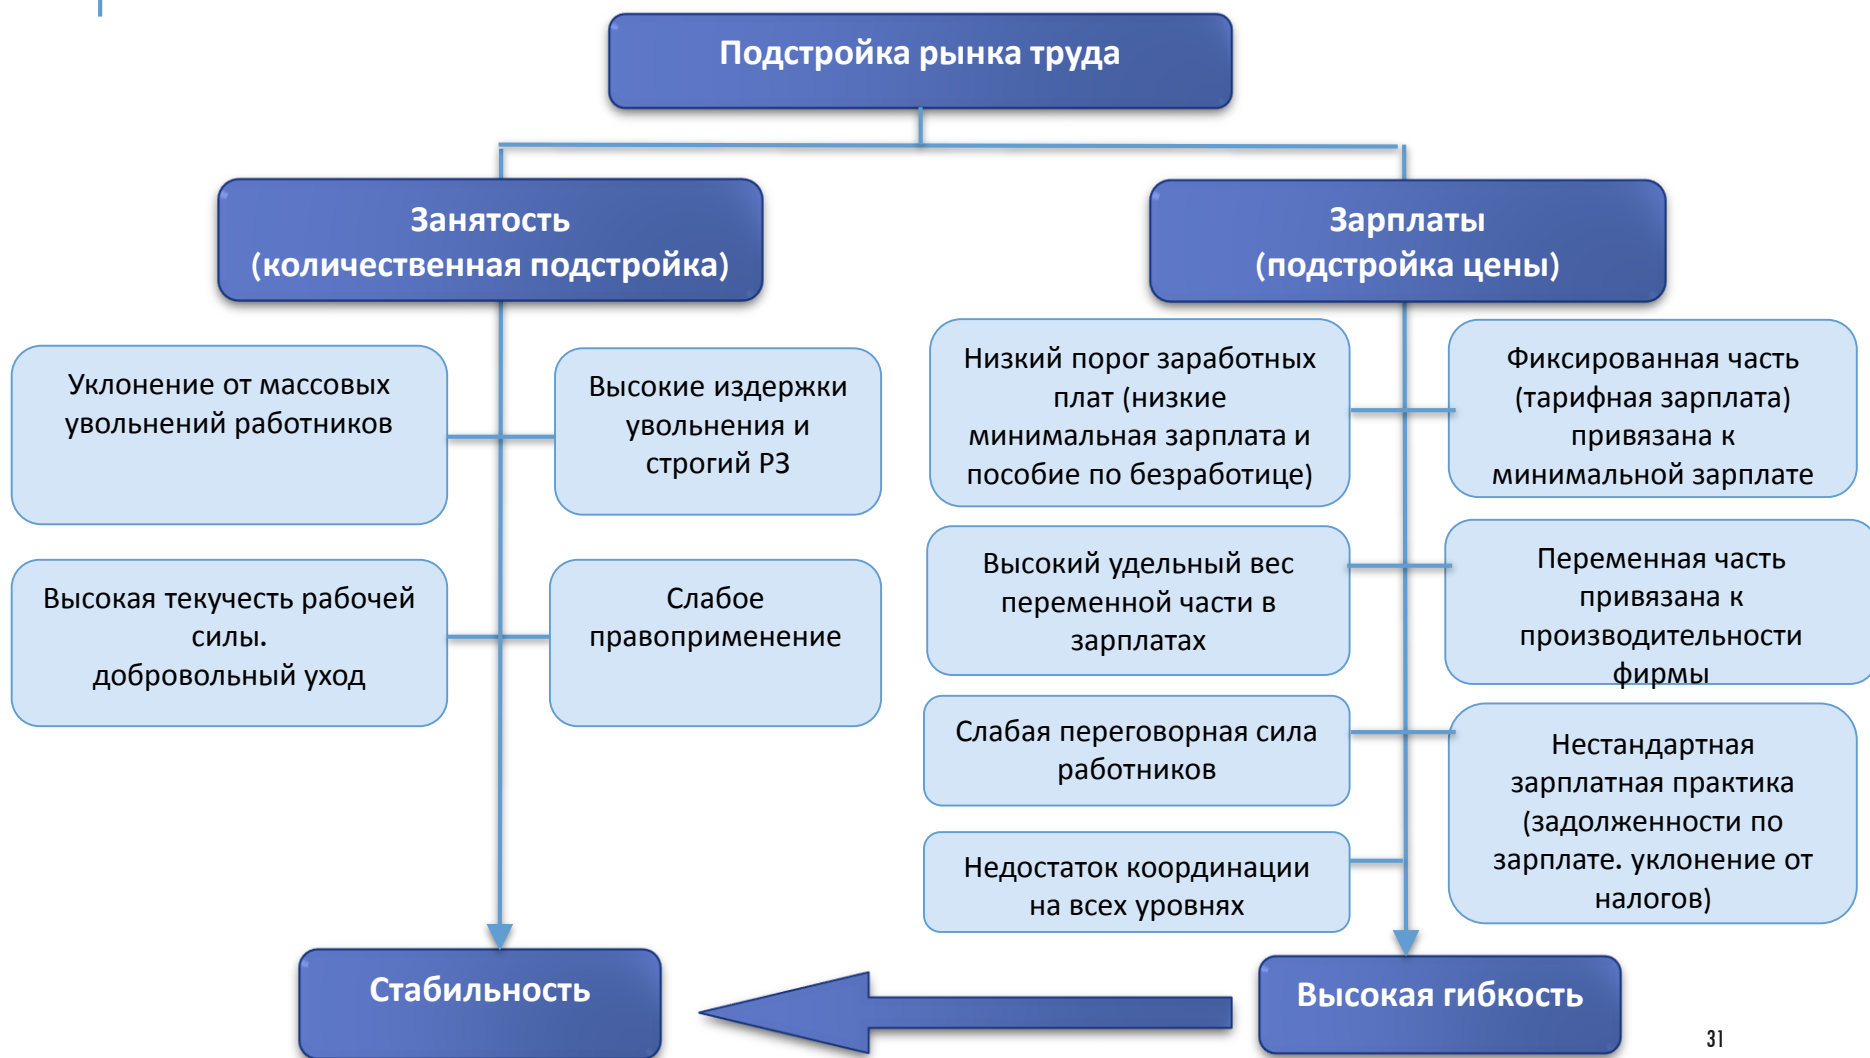 Подстройка рынка труда
Занятость
(количественная подстройка)
Уклонение от массовых
увольнений работников
Высокие издержки
увольнения и
строгий РЗ
Высокая текучесть рабочей
силы.
добровольный уход
Слабое
правоприменение
Стабильность
Зарплаты
(подстройка цены)
Низкий порог заработных
плат (низкие
минимальная зарплата и
пособие по безработице)
Фиксированная часть
(тарифная зарплата)
привязана к
минимальной зарплате
Высокий удельный вес
переменной части в
зарплатах
Переменная часть
привязана к
производительности
фирмы
Слабая переговорная сила
работников
Нестандартная
зарплатная практика
(задолженности по
зарплате. уклонение от
налогов)
Недостаток координации
на всех уровнях
Высокая гибкость
31